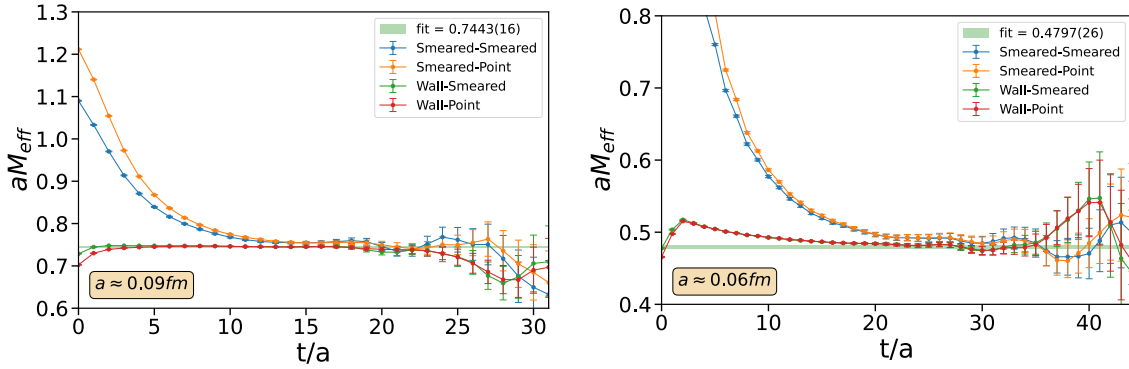 1.3
1.2
1.1
1.0
0.9
0.8
0.7
0.6
aM_eff
fit = 0.7443(16)
Smeared-Smeared
Smeared-Point
Wall-Smeared
Wall-Point
a ≈ 0.09fm
0 5 10 15 20 25 30
t/a
0.8
0.7
0.6
0.5
0.4
aM_eff
fit = 0.4797(26)
Smeared-Smeared
Smeared-Point
Wall-Smeared
Wall-Point
a ≈ 0.06fm
0 10 20 30 40
t/a